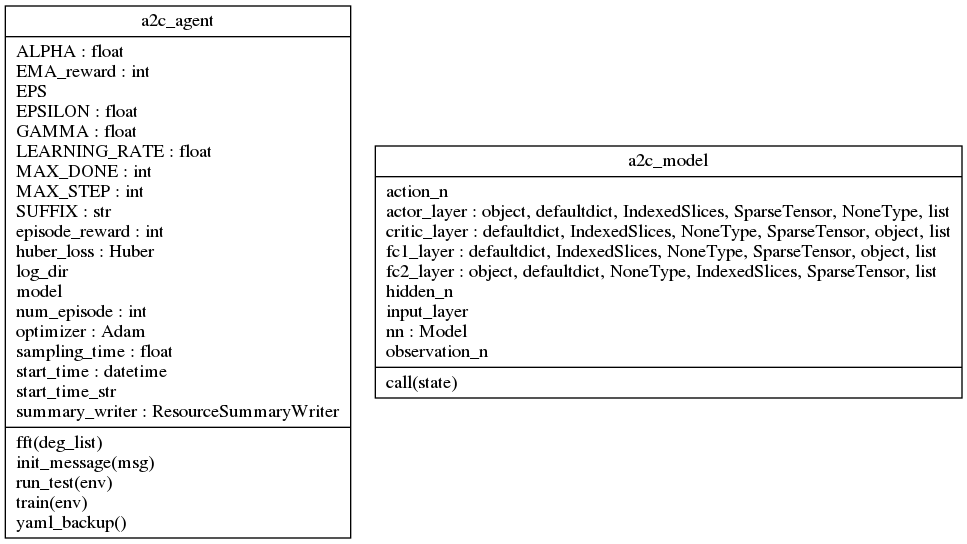 a2c_agent
ALPHA : float
EMA_reward : int
EPS
EPSILON : float
GAMMA : float
LEARNING_RATE : float
MAX_DONE : int
MAX_STEP : int
SUFFIX : str
episode_reward : int
huber_loss : Huber
log_dir
model
num_episode : int
optimizer : Adam
sampling_time : float
start_time : datetime
start_time_str
summary_writer : ResourceSummaryWriter
fft(deg_list)
init_message(msg)
run_test(env)
train(env)
yaml_backup()
a2c_model
action_n
actor_layer : object, defaultdict, IndexedSlices, SparseTensor, NoneType, list
critic_layer : defaultdict, IndexedSlices, NoneType, SparseTensor, object, list
fc1_layer : defaultdict, IndexedSlices, NoneType, SparseTensor, object, list
fc2_layer : object, defaultdict, NoneType, IndexedSlices, SparseTensor, list
hidden_n
input_layer
nn : Model
observation_n
call(state)